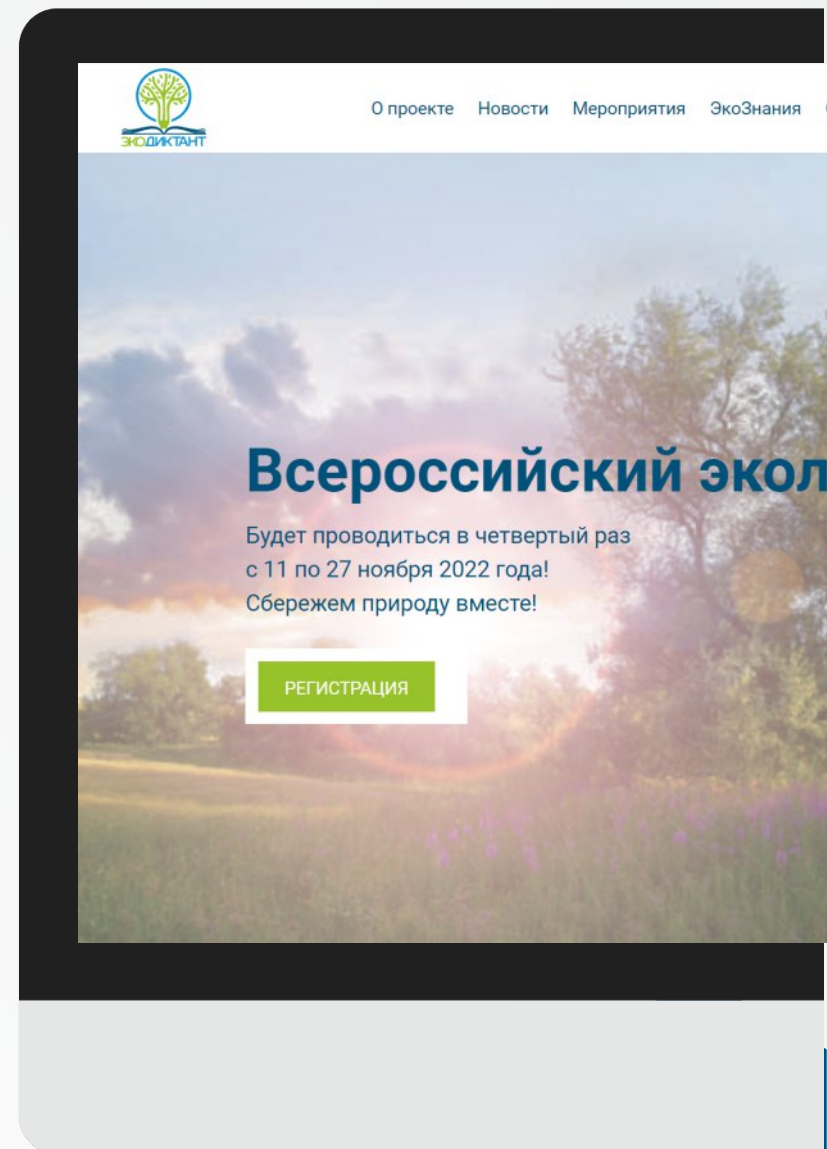 ЭКОДИКТАНТ
О проекте Новости Мероприятия ЭкоЗнания
Всероссийский экол
Будет проводиться в четвертый раз
с 11 по 27 ноября 2022 года!
Сбережем природу вместе!
РЕГИСТРАЦИЯ